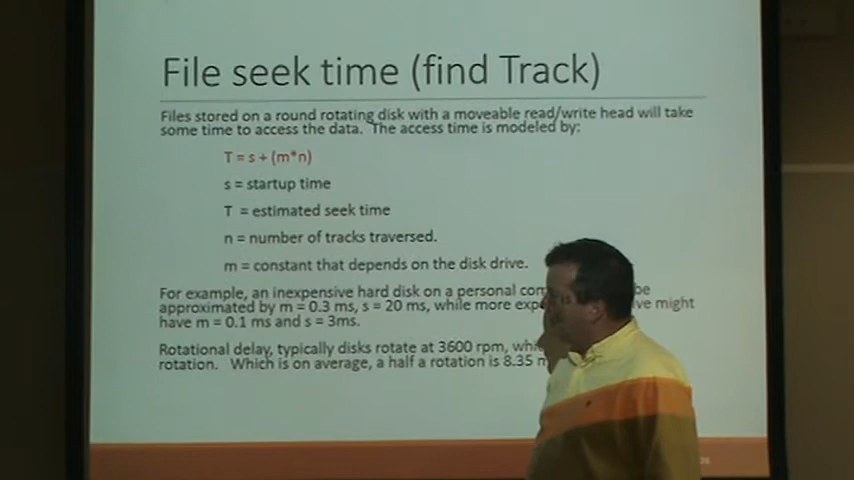 File seek time (find Track)
Files stored on a round rotating disk with a moveable read/write head will take
some time to access the data. The access time is modeled by:
T = s + (m*n)
s = startup time
T = estimated seek time
n = number of tracks traversed.
m = constant that depends on the disk drive.
For example, an inexpensive hard disk on a personal be
approximated by m = 0.3 ms, s = 20 ms, while more might
have m = 0.1 ms and s = 3ms.
Rotational delay, typically disks rotate at 3600 rpm,
rotation. Which is on average, a half a rotation is 8.35